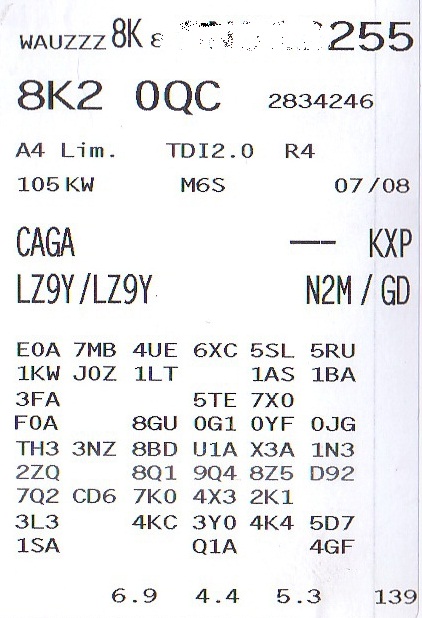 WAUZZZ 8K 255
8K2 0QC 2834246
A4 Lim. TDI2.0 R4
105 KW M6S 07/08
CAGA --- KXP
LZ9Y/LZ9Y N2M / GD
E0A 7MB 4UE 6XC 5SL 5RU
1KW J0Z 1LT 1AS 1BA
3FA 5TE 7X0
F0A 8GU 0G1 0YF 0JG
TH3 3NZ 8BD U1A X3A 1N3
2ZQ 8Q1 9Q4 8Z5 D92
7Q2 CD6 7K0 4X3 2K1
3L3 4KC 3Y0 4K4 5D7
1SA Q1A 4GF
6.9 4.4 5.3 139